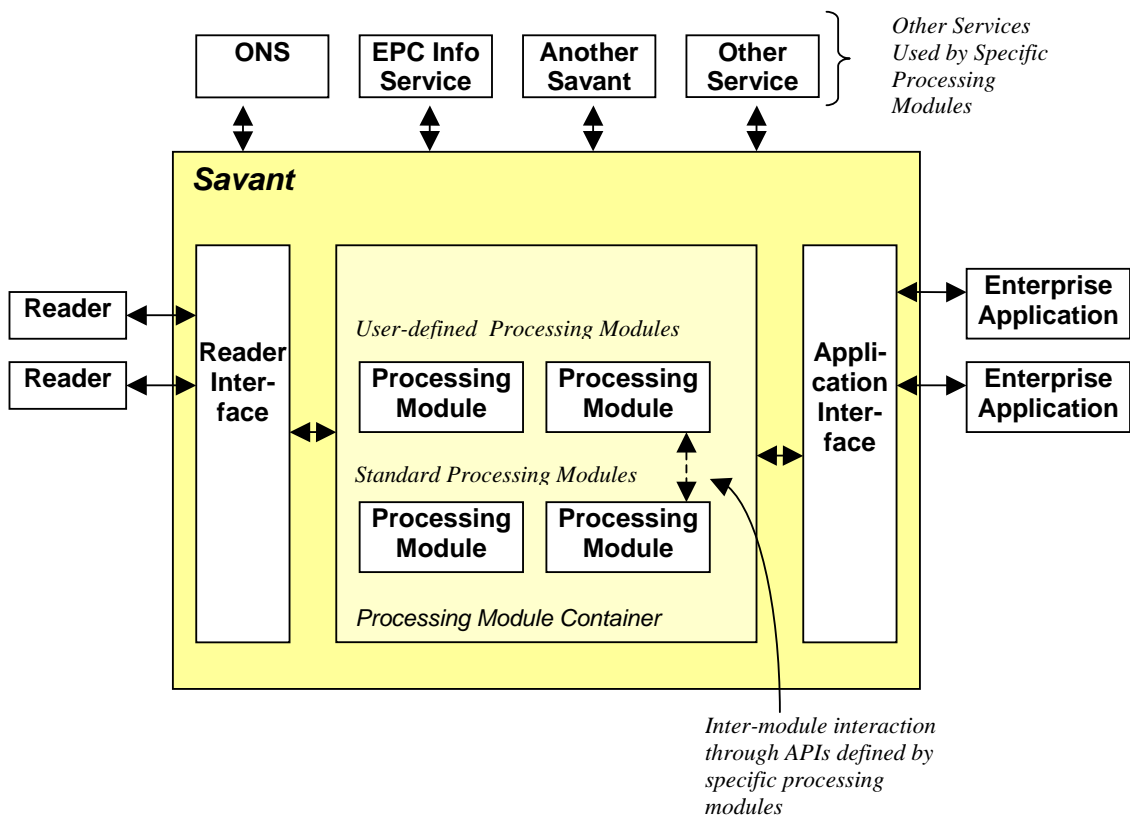 ONS
EPC Info
Service
Another
Savant
Other
Service
Other Services
Used by Specific
Processing
Modules
Savant
Reader
Reader
Reader
Inter-
face
User-defined Processing Modules
Processing
Module
Processing
Module
Standard Processing Modules
Processing
Module
Processing
Module
Processing Module Container
Appli-
cation
Inter-
face
Enterprise
Application
Enterprise
Application
Inter-module interaction
through APIs defined by
specific processing
modules